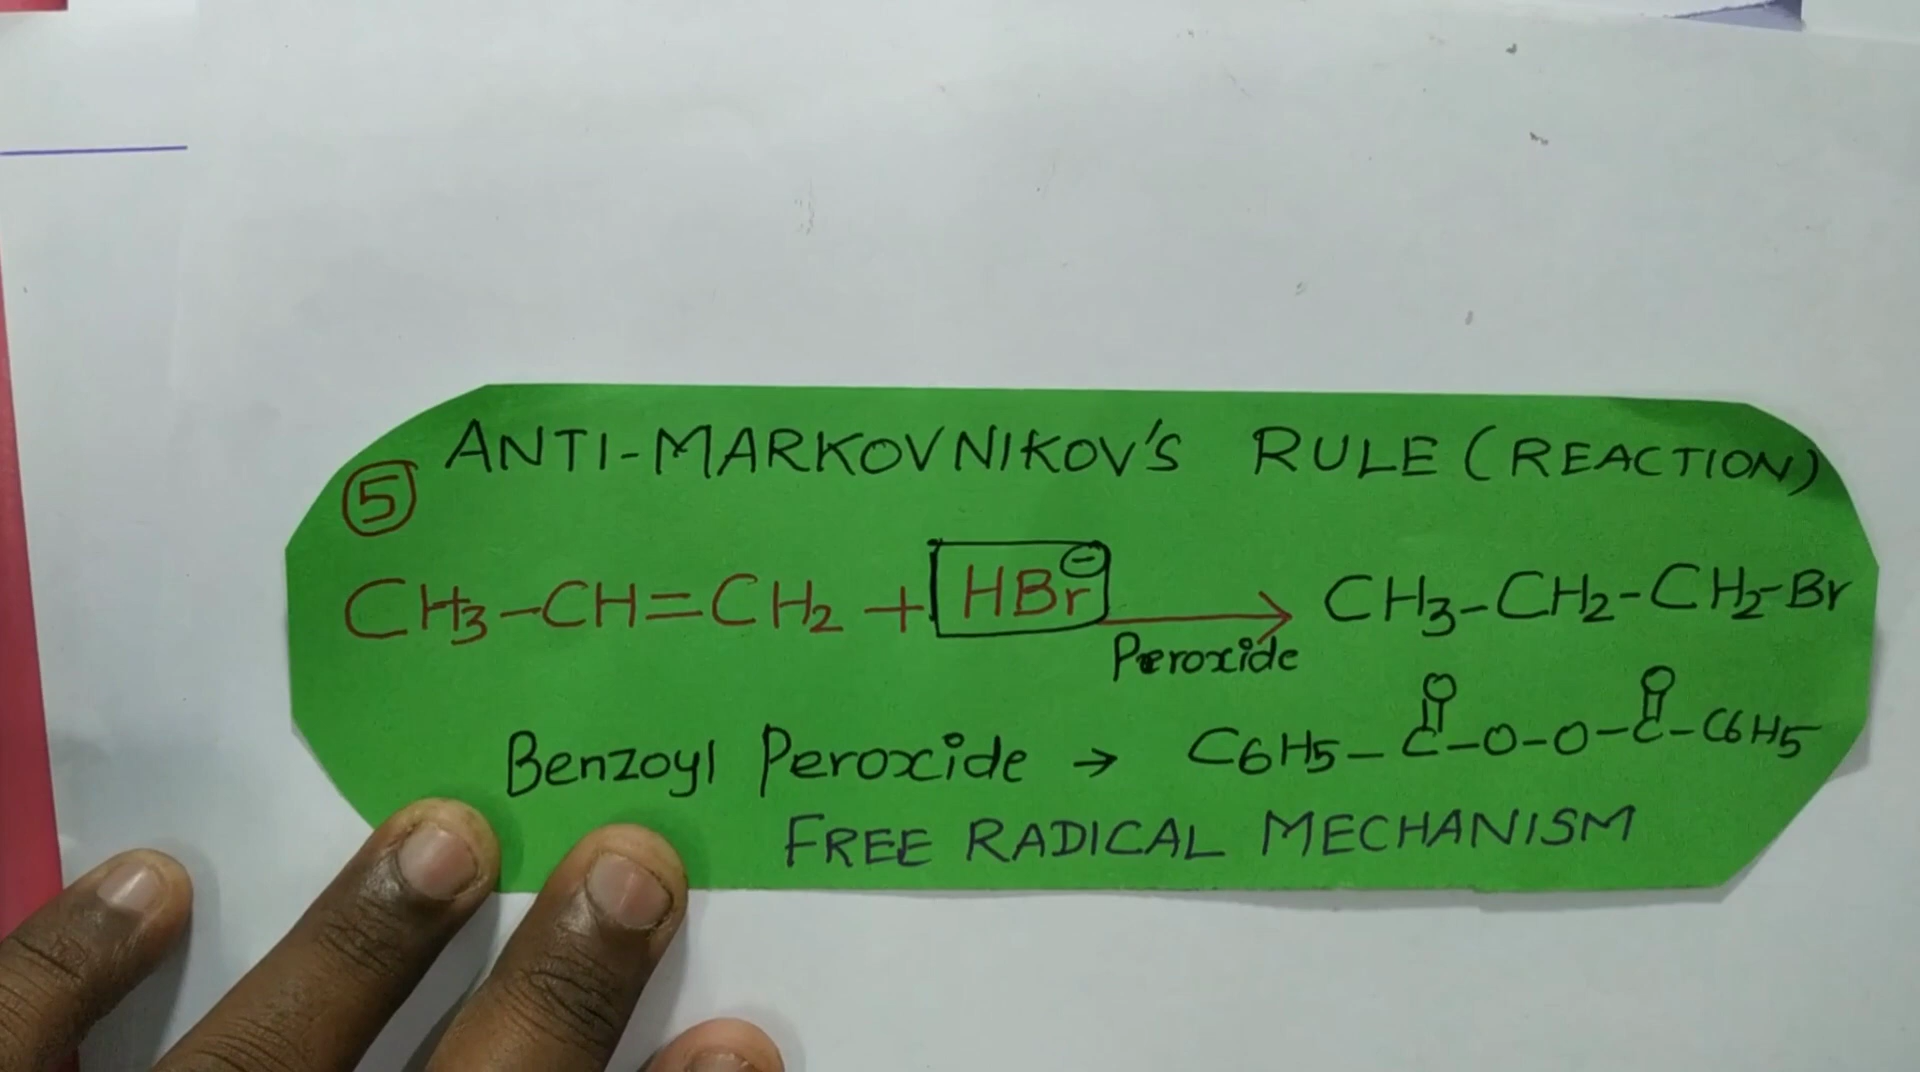 ANTI-MARKOVNIKOV'S RULE (REACTION)
⑤
CH3-CH=CH2 + HBr⊖ → CH3-CH2-CH2-Br
Peroxide
O O
Benzoyl Peroxide → C6H5-C-O-O-C-C6H5
FREE RADICAL MECHANISM